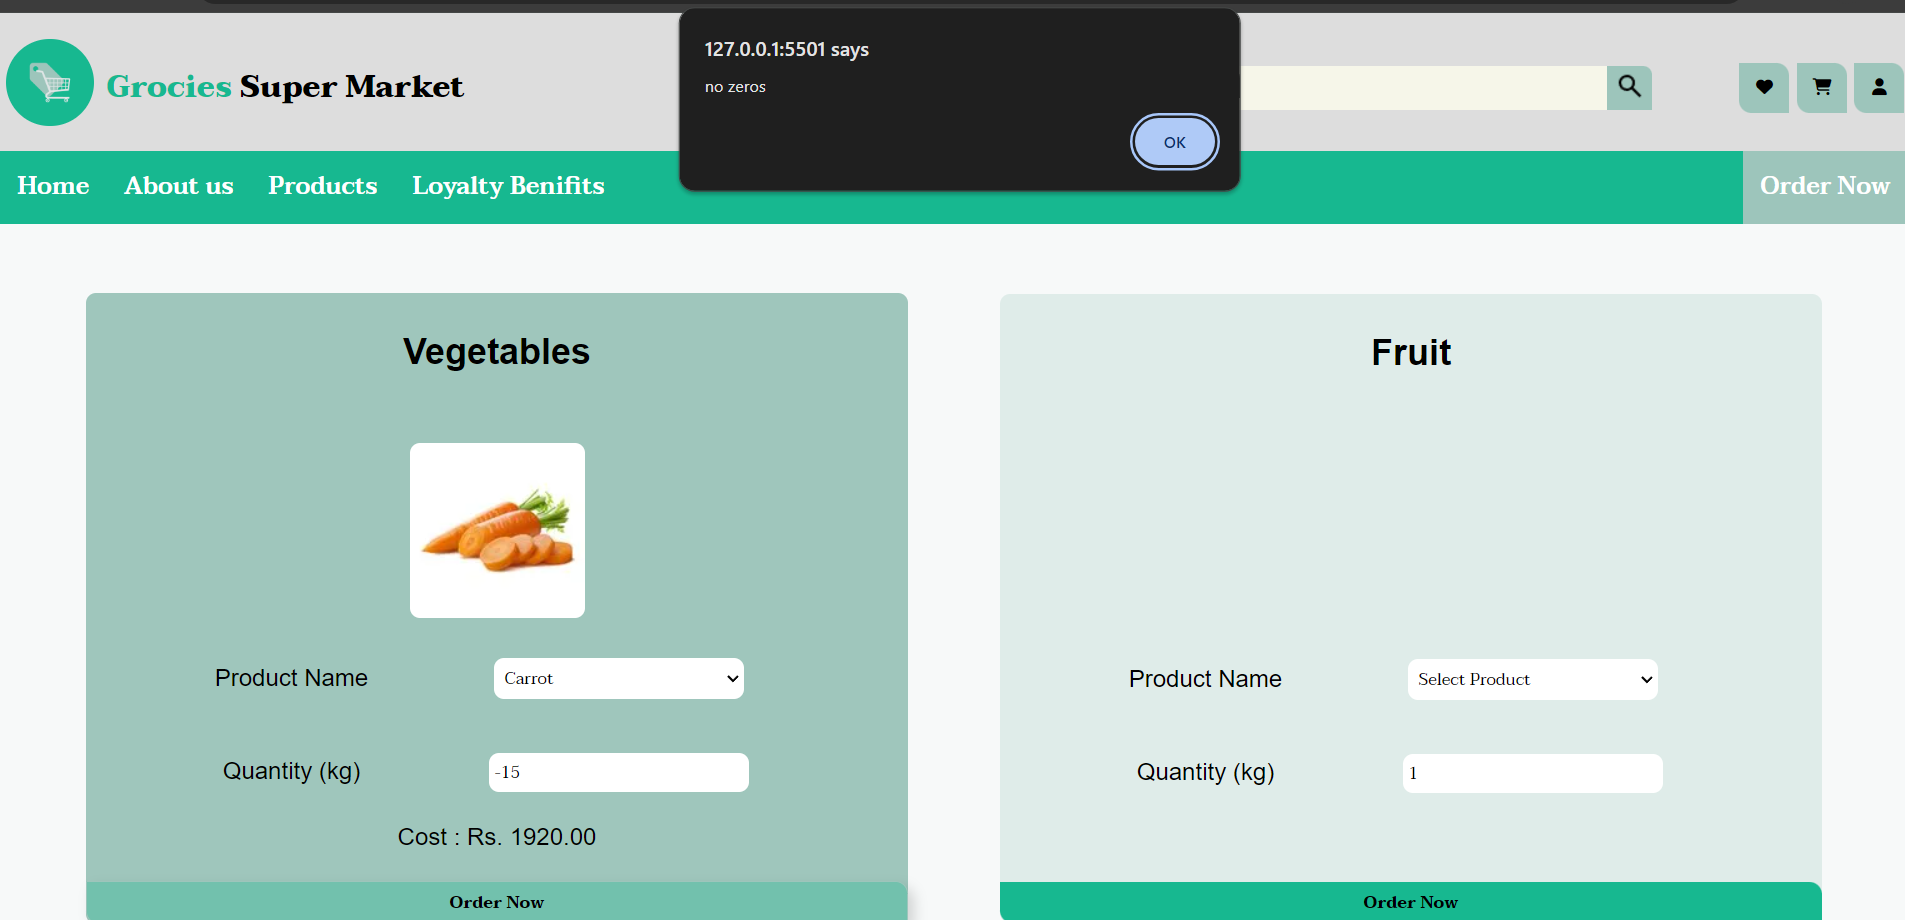 127.0.0.1:5501 says
no zeros
OK
Grocies Super Market
Home About us Products Loyalty Benifits Order Now
Vegetables
Product Name Carrot
Quantity (kg) -15
Cost : Rs. 1920.00
Order Now
Fruit
Product Name Select Product
Quantity (kg) 1
Order Now